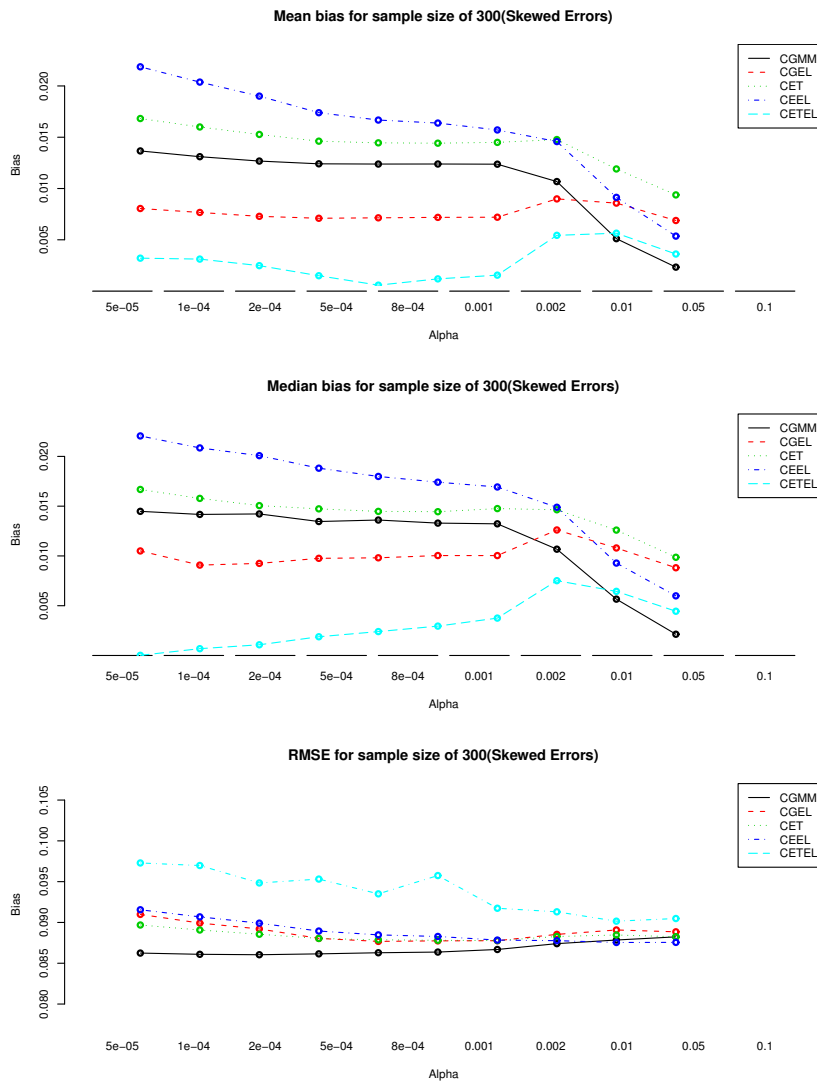 Mean bias for sample size of 300(Skewed Errors)
CGMM
CGEL
CET
CEEL
CETEL
Bias
0.020
0.015
0.010
0.005
5e−05 1e−04 2e−04 5e−04 8e−04 0.001 0.002 0.01 0.05 0.1
Alpha
Median bias for sample size of 300(Skewed Errors)
CGMM
CGEL
CET
CEEL
CETEL
Bias
0.020
0.015
0.010
0.005
5e−05 1e−04 2e−04 5e−04 8e−04 0.001 0.002 0.01 0.05 0.1
Alpha
RMSE for sample size of 300(Skewed Errors)
CGMM
CGEL
CET
CEEL
CETEL
Bias
0.105
0.100
0.095
0.090
0.085
0.080
5e−05 1e−04 2e−04 5e−04 8e−04 0.001 0.002 0.01 0.05 0.1
Alpha